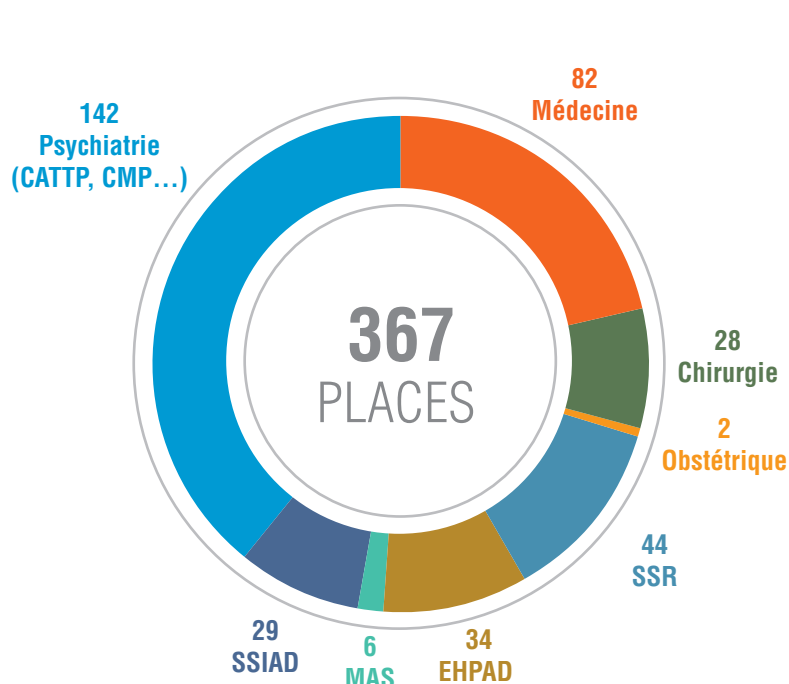 82
Médecine
142
Psychiatrie
(CATTP, CMP...)
367
PLACES
28
Chirurgie
2
Obstétrique
44
SSR
34
EHPAD
6
MAS
29
SSIAD